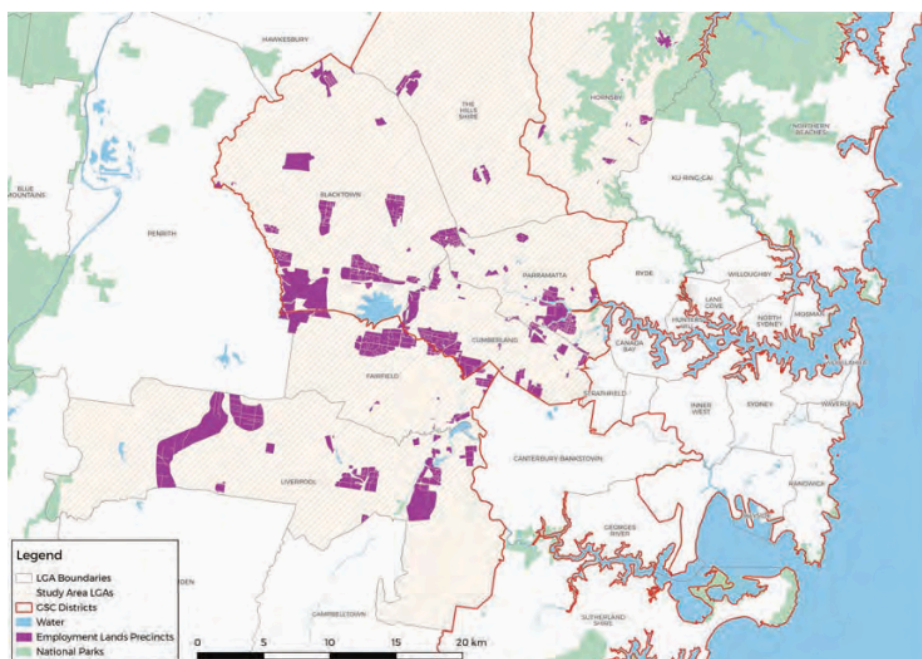 HAWKESBURY
THE
HILLS
SHIRE
HORNSBY
NORTHERN
BEACHES
KU-RING-GAI
BLUE
MOUNTAINS
BLACKTOWN
PENRITH
PARRAMATTA
RYDE
WILLOUGHBY
LANE
COVE
HUNTERS
HILL
NORTH
SYDNEY
MOSMAN
CUMBERLAND
CANADA
BAY
WOOLLAHRA
FAIRFIELD
STRATHFIELD
INNER
WEST
SYDNEY
WAVERLEY
CANTERBURY-BANKSTOWN
RANDWICK
LIVERPOOL
BAYSIDE
GEORGES
RIVER
DEN
CAMPBELLTOWN
SUTHERLAND
SHIRE
Legend
LGA Boundaries
Study Area LGAs
GSC Districts
Water
Employment Lands Precincts
National Parks
0 5 10 15 20 km